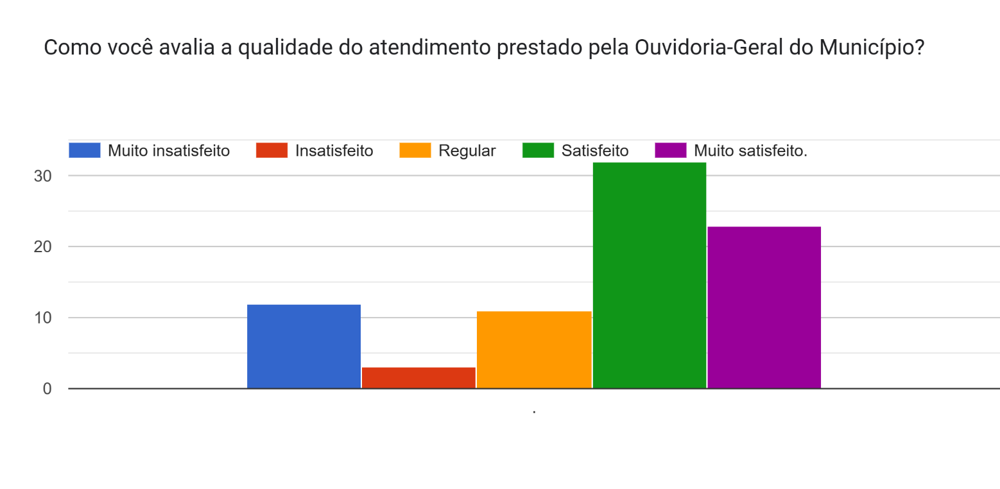 Como você avalia a qualidade do atendimento prestado pela Ouvidoria-Geral do Município?
Muito insatisfeito Insatisfeito Regular Satisfeito Muito satisfeito.
30
20
10
0
.